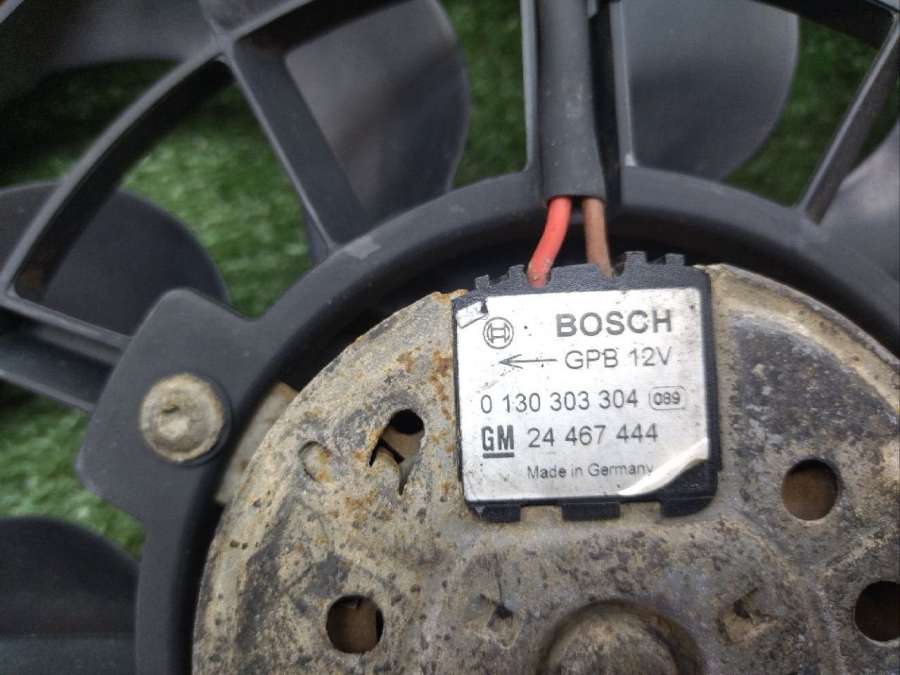 BOSCH
GPB 12V
0 130 303 304 089
GM 24 467 444
Made in Germany